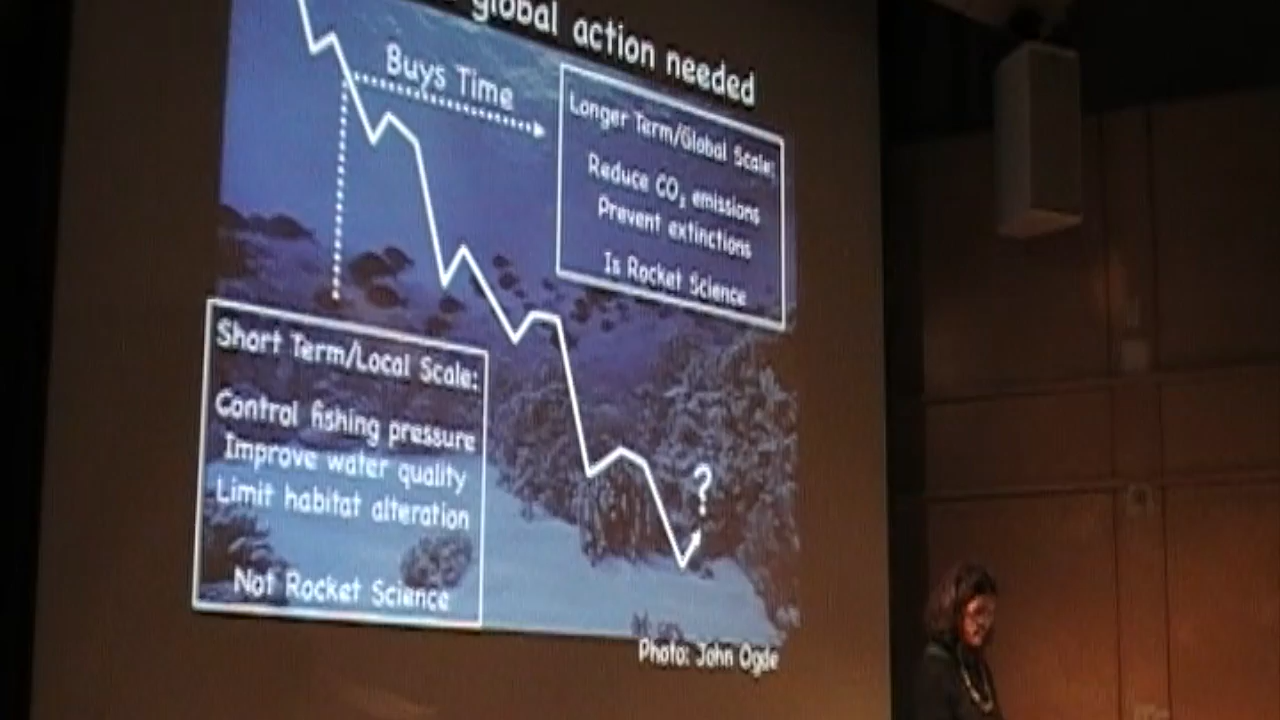 global action needed
Buys Time
Longer Term/Global Scale:
Reduce CO₂ emissions
Prevent extinctions
Is Rocket Science
Short Term/Local Scale:
Control fishing pressure
Improve water quality
Limit habitat alteration
Not Rocket Science
?
Photo: John Ogde